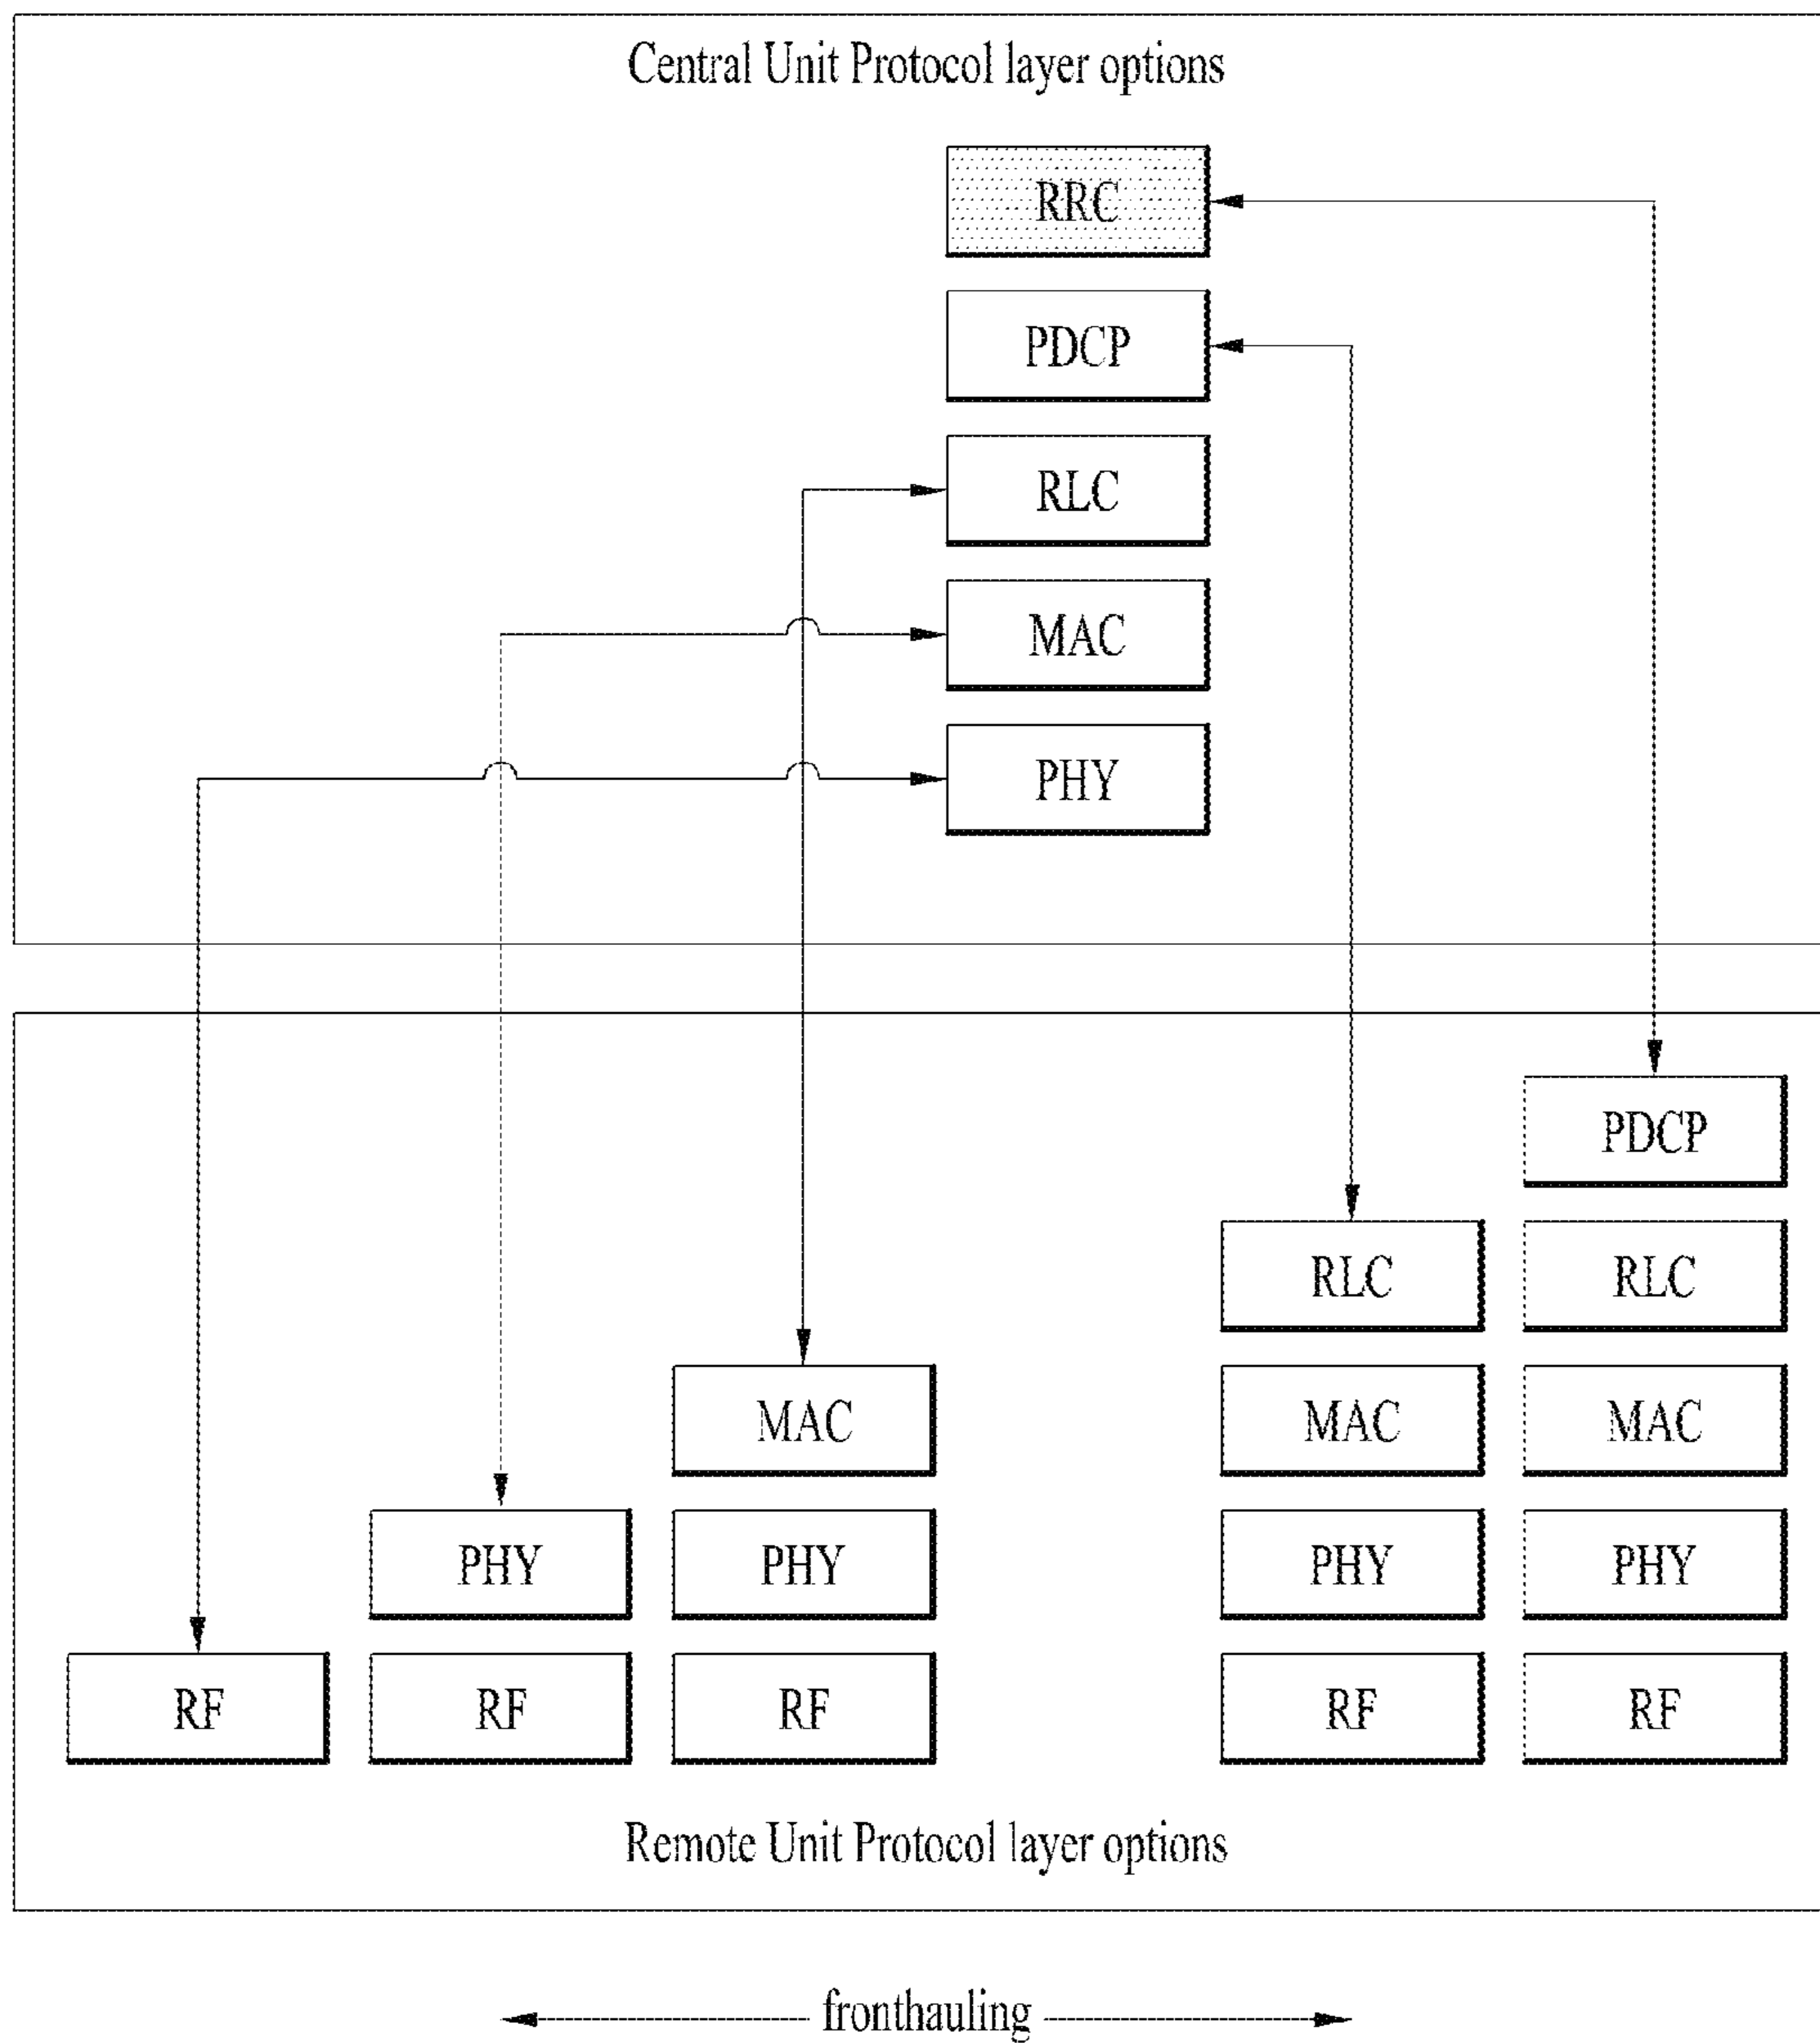 Central Unit Protocol layer options
RRC
PDCP
RLC
MAC
PHY
PDCP
RLC RLC
MAC MAC MAC
PHY PHY PHY PHY
RF RF RF RF RF
Remote Unit Protocol layer options
fronthauling